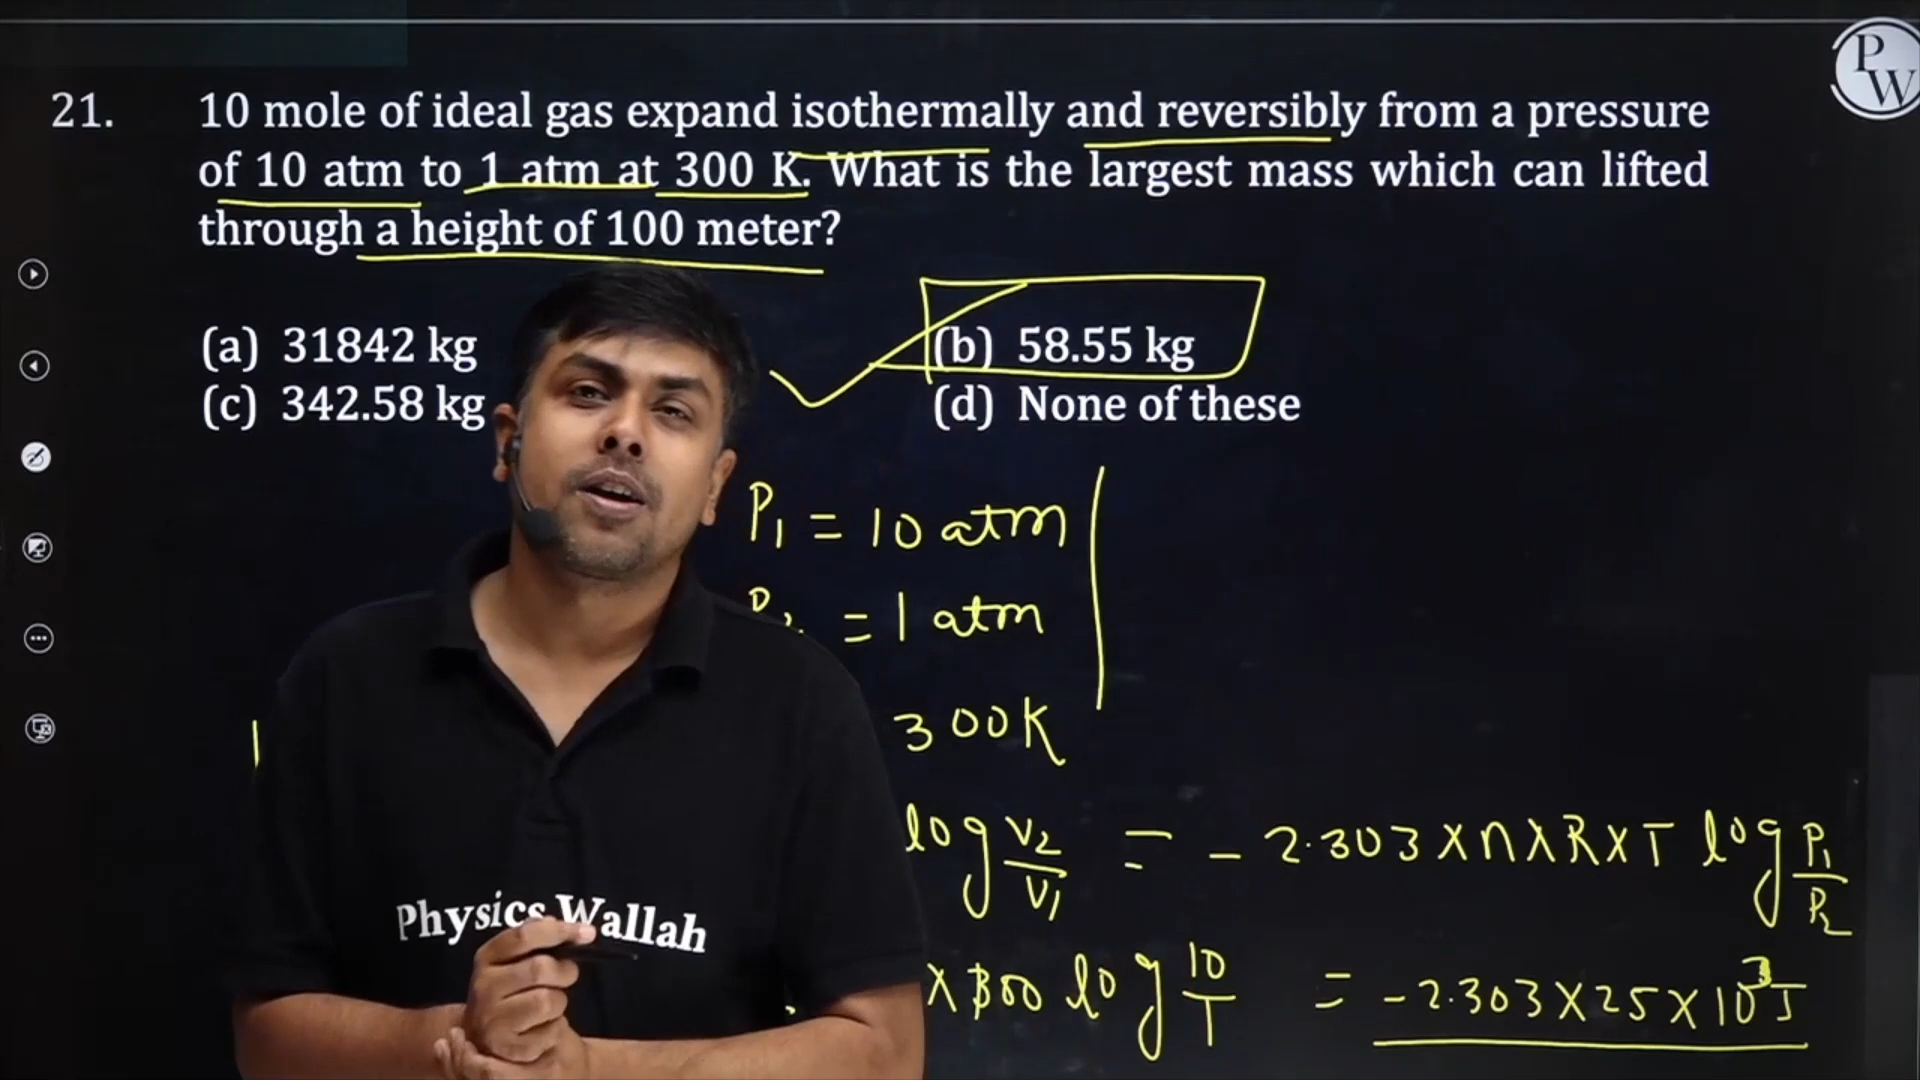 PW
21. 10 mole of ideal gas expand isothermally and reversibly from a pressure
of 10 atm to 1 atm at 300 K. What is the largest mass which can lifted
through a height of 100 meter?
(a) 31842 kg (b) 58.55 kg
(c) 342.58 kg (d) None of these
P₁ = 10 atm
= 1 atm
300K
log V₂/V₁ = - 2.303 × n × R × T log P₁/P₂
× 300 log 10/1 = - 2.303 × 25 × 10³ J
Physics Wallah